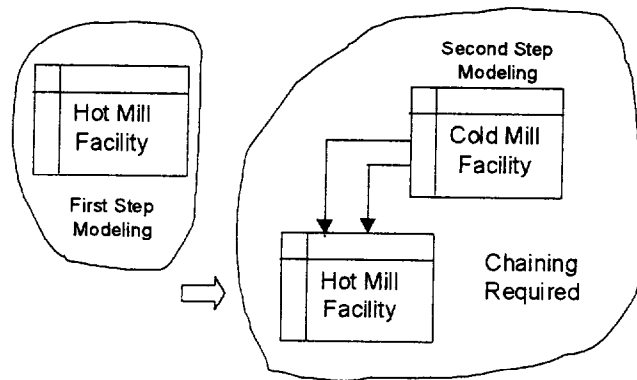 Hot Mill
Facility
First Step
Modeling
Second Step
Modeling
Cold Mill
Facility
Hot Mill
Facility
Chaining
Required